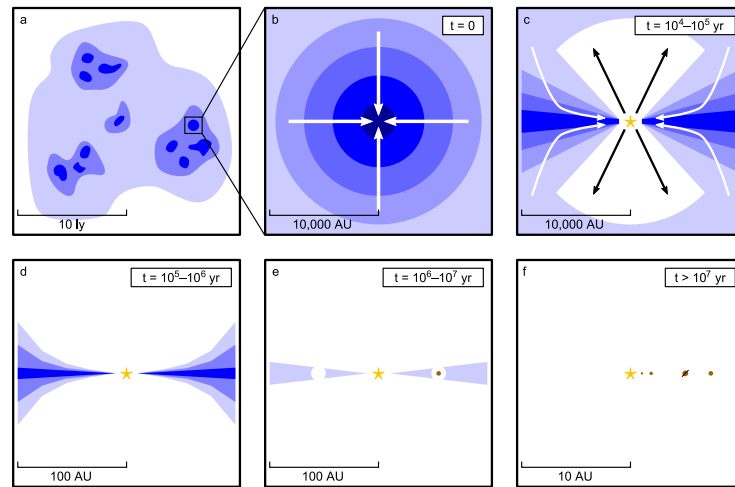 a
10 ly
b
t = 0
10,000 AU
c
t = 10⁴–10⁵ yr
10,000 AU
d
t = 10⁵–10⁶ yr
100 AU
e
t = 10⁶–10⁷ yr
100 AU
f
t > 10⁷ yr
10 AU